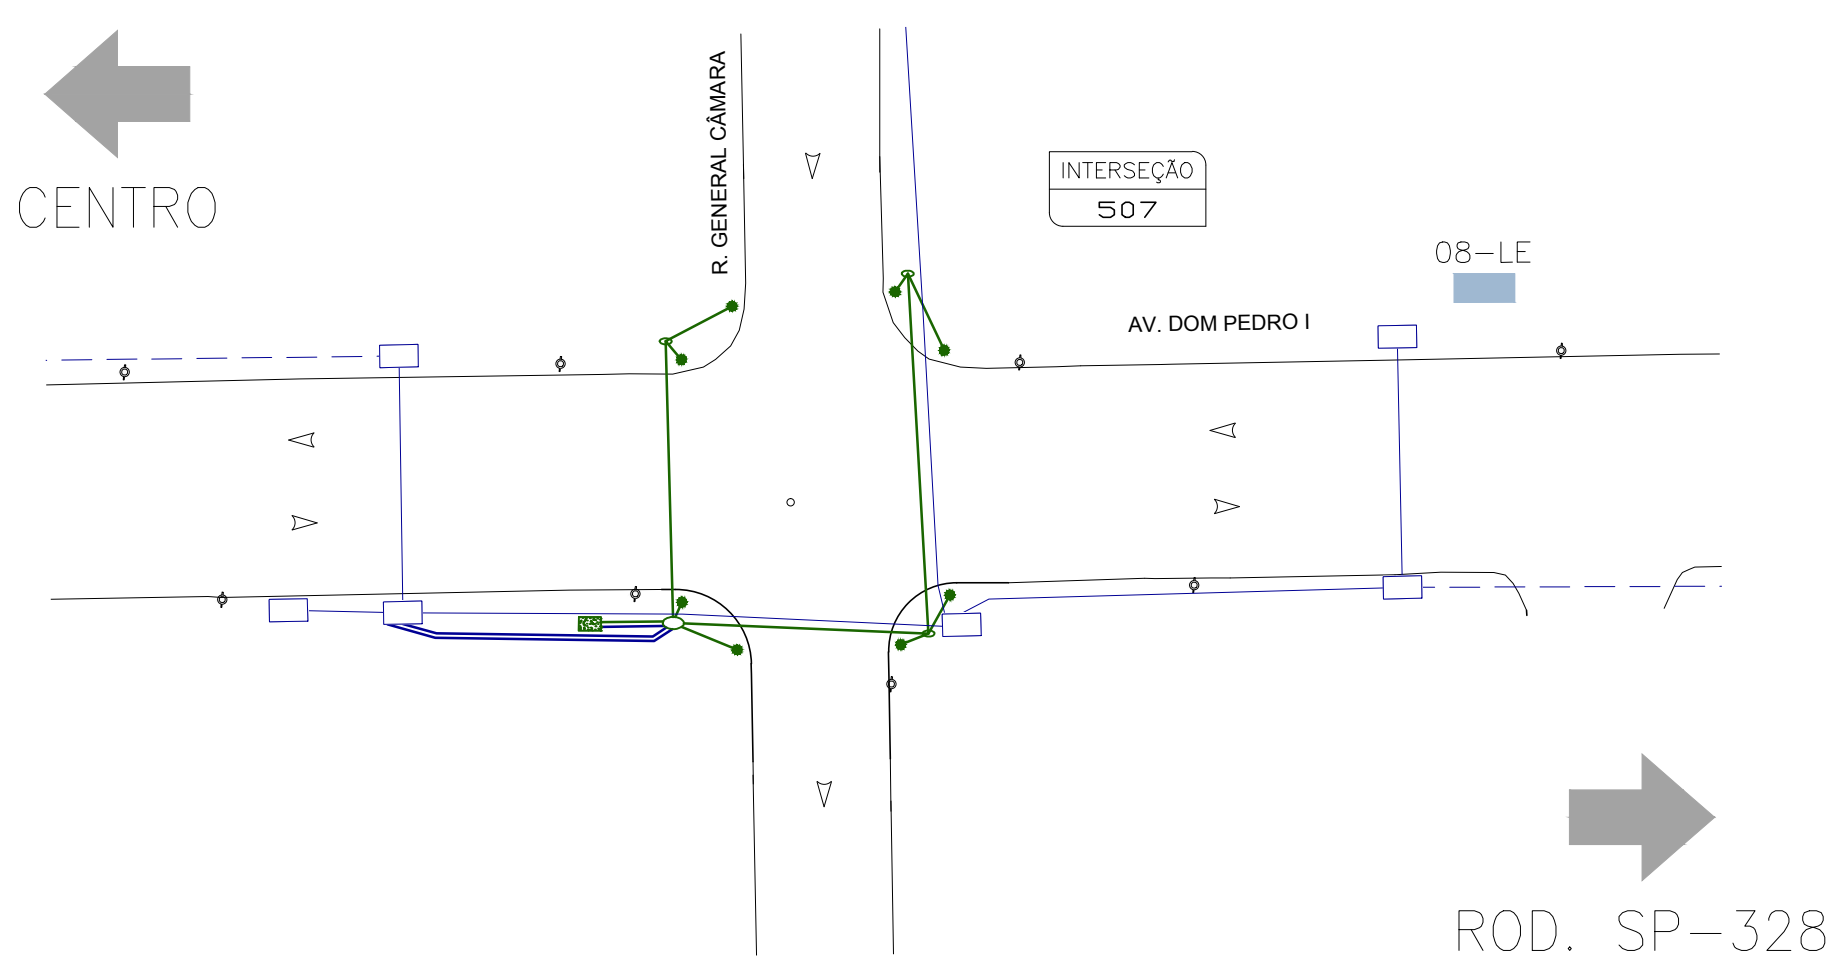 CENTRO
R. GENERAL CÂMARA
INTERSEÇÃO
507
08-LE
AV. DOM PEDRO I
ROD. SP-328